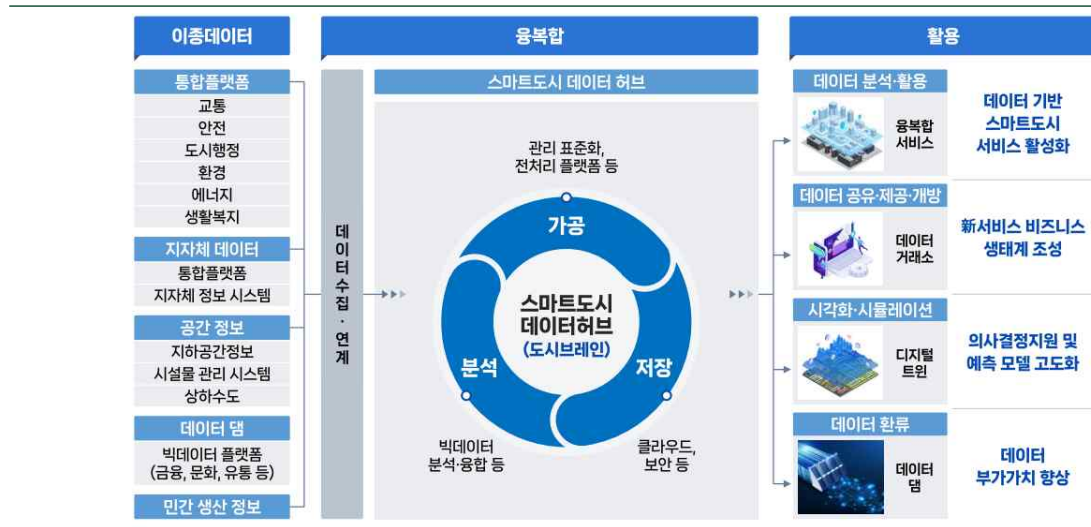 이종데이터
통합플랫폼
교통
안전
도시행정
환경
에너지
생활복지
지자체 데이터
통합플랫폼
지자체 정보 시스템
공간 정보
지하공간정보
시설물 관리 시스템
상하수도
데이터 댐
빅데이터 플랫폼
(금융, 문화, 유통 등)
민간 생산 정보
융복합
데이터수집·연계
스마트도시 데이터 허브
관리 표준화,
전처리 플랫폼 등
가공
스마트도시
데이터허브
(도시브레인)
분석
저장
빅데이터
분석·융합 등
클라우드,
보안 등
활용
데이터 분석·활용
융복합
서비스
데이터 기반
스마트도시
서비스 활성화
데이터 공유·제공·개방
데이터
거래소
新서비스 비즈니스
생태계 조성
시각화·시뮬레이션
디지털
트윈
의사결정지원 및
예측 모델 고도화
데이터 환류
데이터
댐
데이터
부가가치 향상